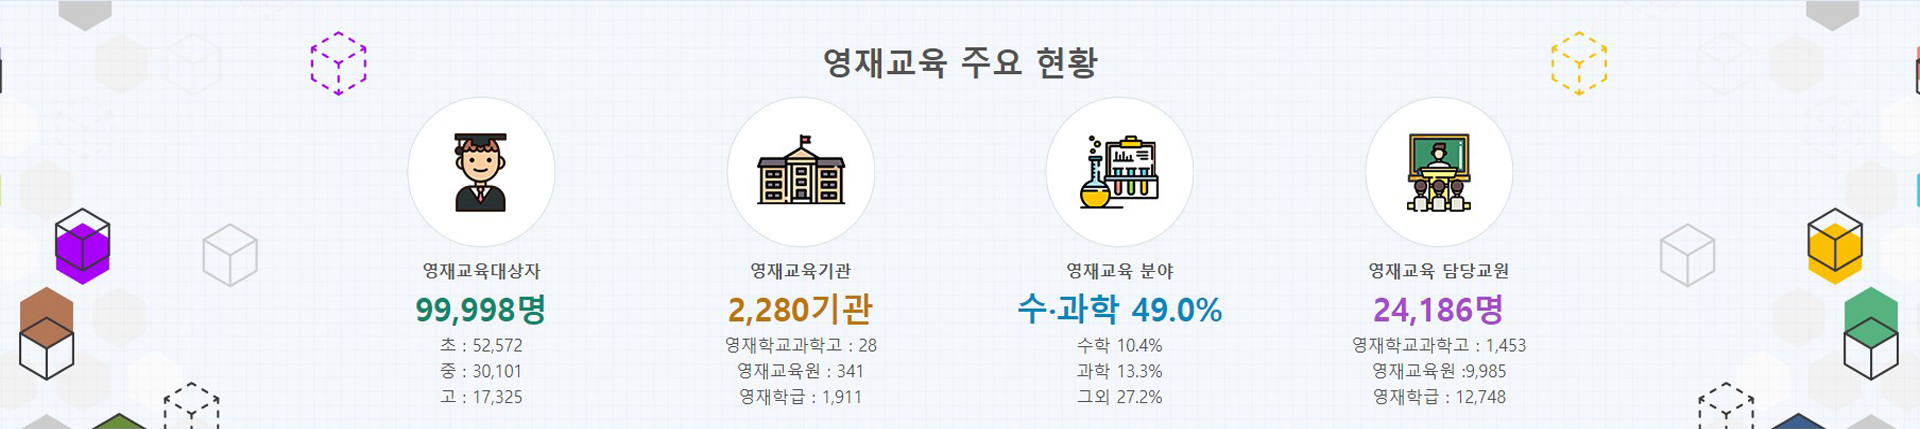 영재교육 주요 현황
영재교육대상자
99,998명
초 : 52,572
중 : 30,101
고 : 17,325
영재교육기관
2,280기관
영재학교과학고 : 28
영재교육원 : 341
영재학급 : 1,911
영재교육 분야
수·과학 49.0%
수학 10.4%
과학 13.3%
그외 27.2%
영재교육 담당교원
24,186명
영재학교과학고 : 1,453
영재교육원 :9,985
영재학급 : 12,748